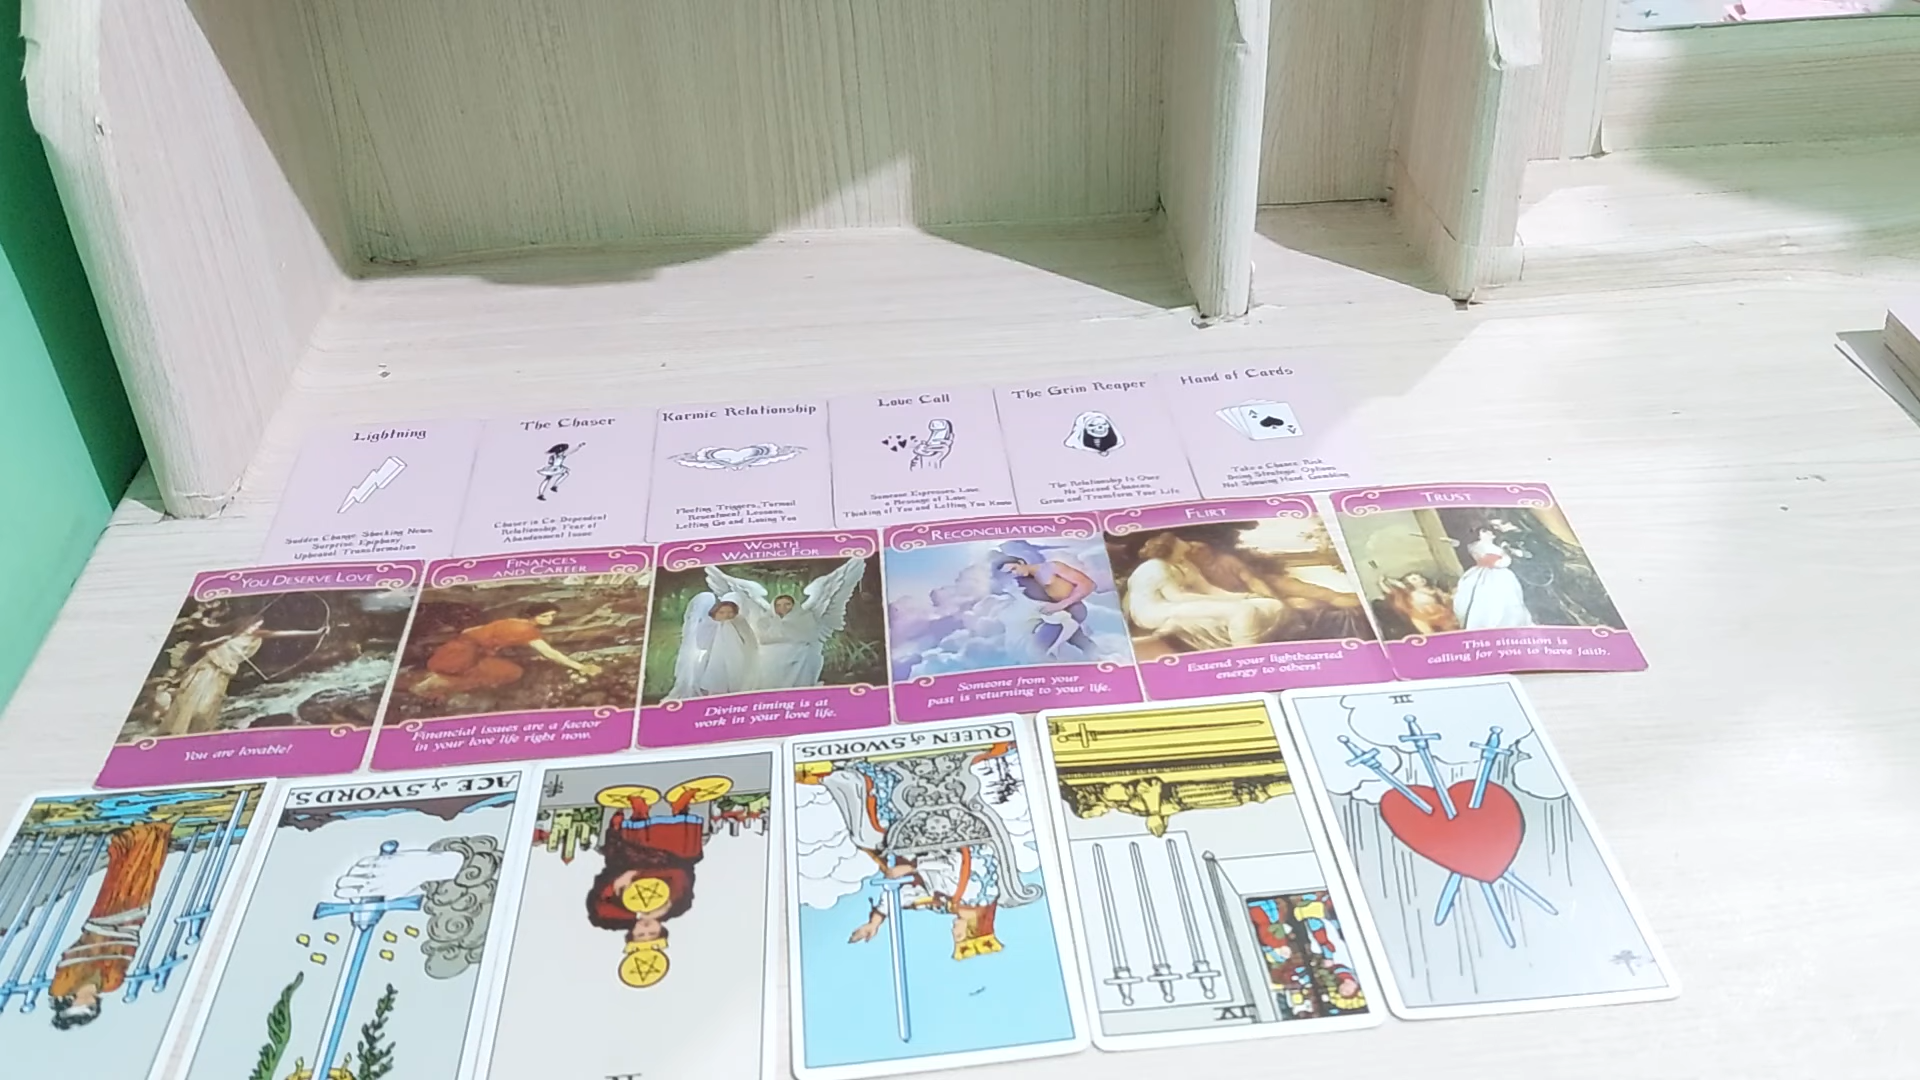 Lightning
Sudden Change, Shocking News,
Surprise, Epiphany
Upheaval Transformation
The Chaser
Chaser in Co-Dependent
Relationship, Fear of
Abandonment Issues
Karmic Relationship
Fleeting, Triggers, Turmoil
Resentment, Lessons,
Letting Go and Loving You
Love Call
Someone Expresses Love
a Message of Love,
Thinking of You and Letting You Know
The Grim Reaper
The Relationship Is Over
No Second Chances,
Grow and Transform Your Life
Hand of Cards
Take a Chance, Risk
Being Strategic, Options
Not Showing Hand, Gambling
YOU DESERVE LOVE
You are lovable!
FINANCES
AND CAREER
Financial issues are a factor
in your love life right now.
WORTH
WAITING FOR
Divine timing is at
work in your love life.
RECONCILIATION
Someone from your
past is returning to your life.
FLIRT
Extend your lighthearted
energy to others!
TRUST
This situation is
calling for you to have faith.
ACE of SWORDS.
II
QUEEN of SWORDS.
IV
III